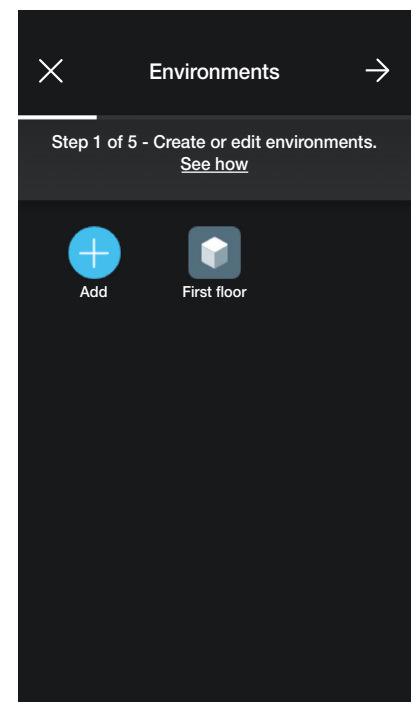 Environments
Step 1 of 5 - Create or edit environments.
See how
Add
First floor